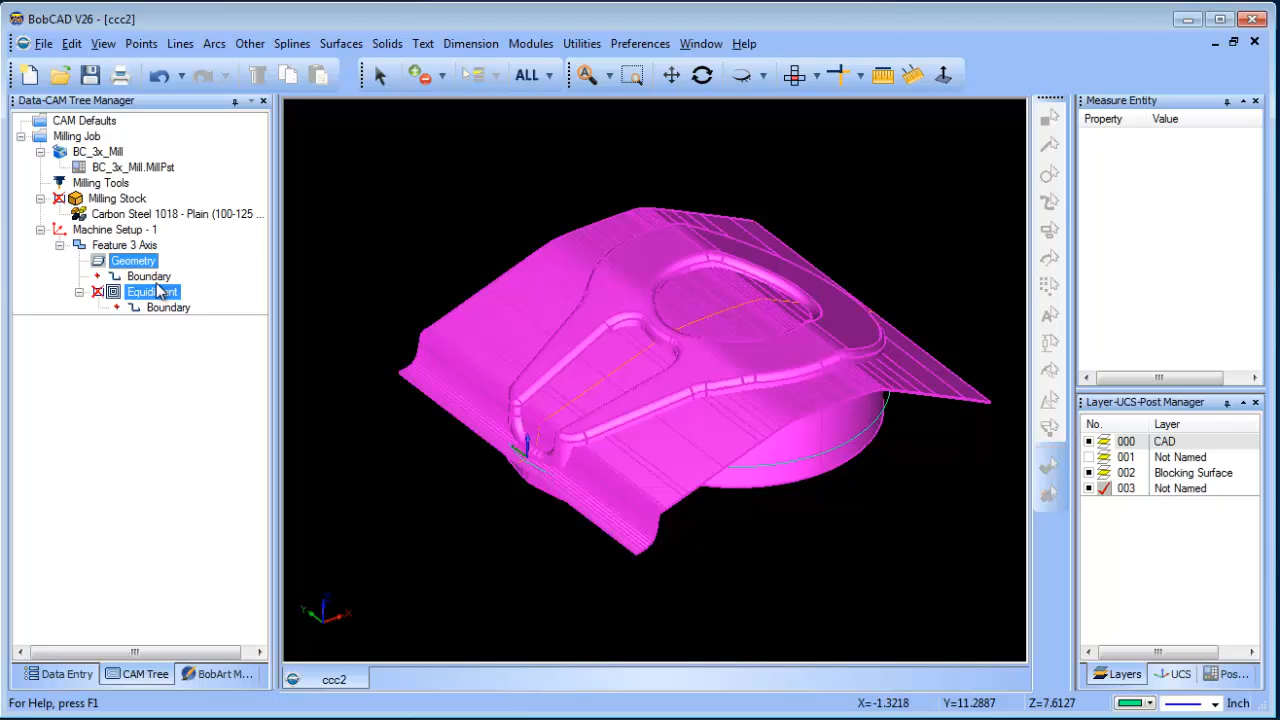 BobCAD V26 - [ccc2]
File Edit View Points Lines Arcs Other Splines Surfaces Solids Text Dimension Modules Utilities Preferences Window Help
ALL
Data-CAM Tree Manager
CAM Defaults
Milling Job
BC_3x_Mill
BC_3x_Mill.MillPst
Milling Tools
Milling Stock
Carbon Steel 1018 - Plain (100-125 ...
Machine Setup - 1
Feature 3 Axis
Geometry
Boundary
Boundary
Data Entry CAM Tree BobArt M...
Y Z X
ccc2
Measure Entity
Property Value
Layer-UCS-Post Manager
No. Layer
000 CAD
001 Not Named
002 Blocking Surface
003 Not Named
Layers UCS Pos...
For Help, press F1
X=-1.3218 Y=11.2887 Z=7.6127 Inch